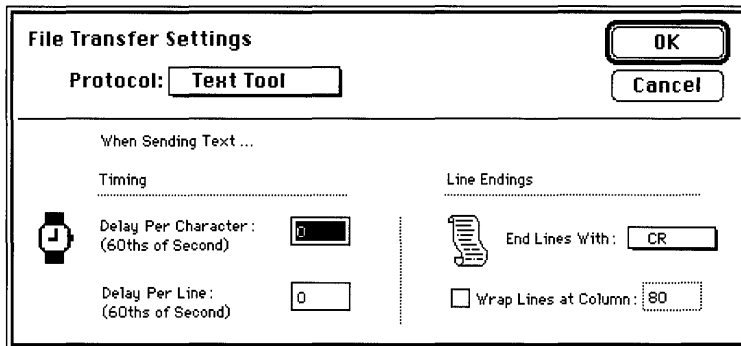 File Transfer Settings
OK
Protocol: Text Tool
Cancel
When Sending Text ...
Timing
Line Endings
Delay Per Character :
(60ths of Second)
0
End Lines With : CR
Delay Per Line :
(60ths of Second)
0
Wrap Lines at Column : 80